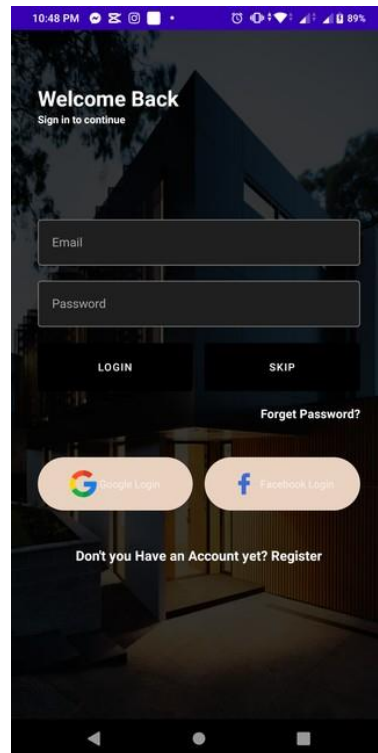 10:48 PM
89%
Welcome Back
Sign in to continue
Email
Password
LOGIN
SKIP
Forget Password?
Google Login
Facebook Login
Don't you Have an Account yet? Register